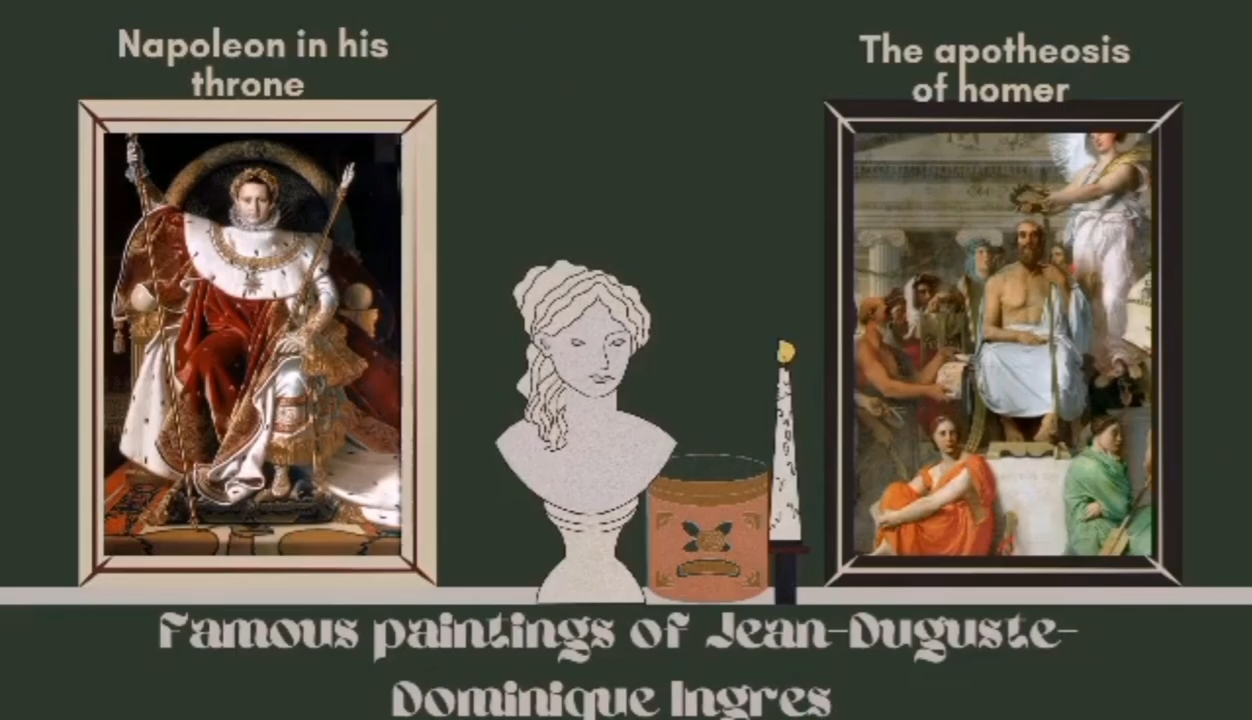 Napoleon in his
throne
The apotheosis
of homer
Famous paintings of Jean-Duguste-
Dominique Ingres